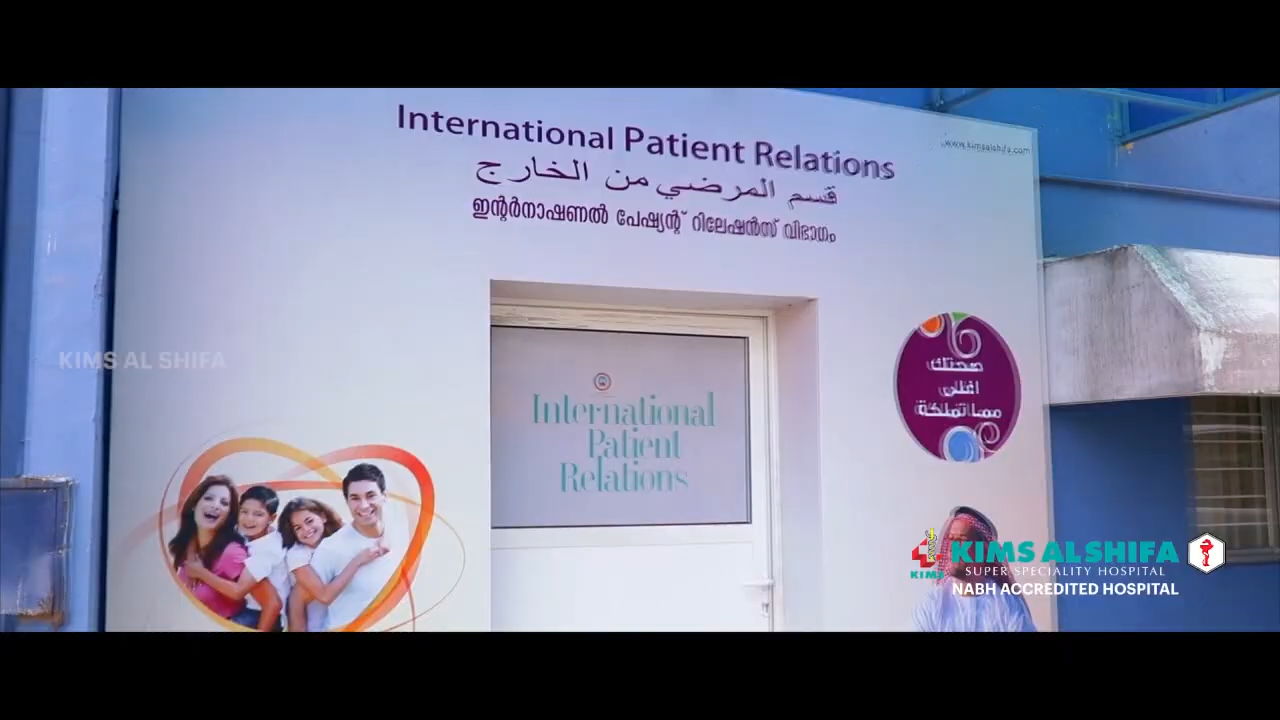 International Patient Relations
www.kimsalshifa.com
قسم المرضي من الخارج
ഇന്റർനാഷണൽ പേഷ്യന്റ് റിലേഷൻസ് വിഭാഗം
International
Patient
Relations
صحتك
اغلى
مما تملكة
KIMS AL SHIFA
KIMS
KIMS AL SHIFA
SUPER SPECIALITY HOSPITAL
NABH ACCREDITED HOSPITAL